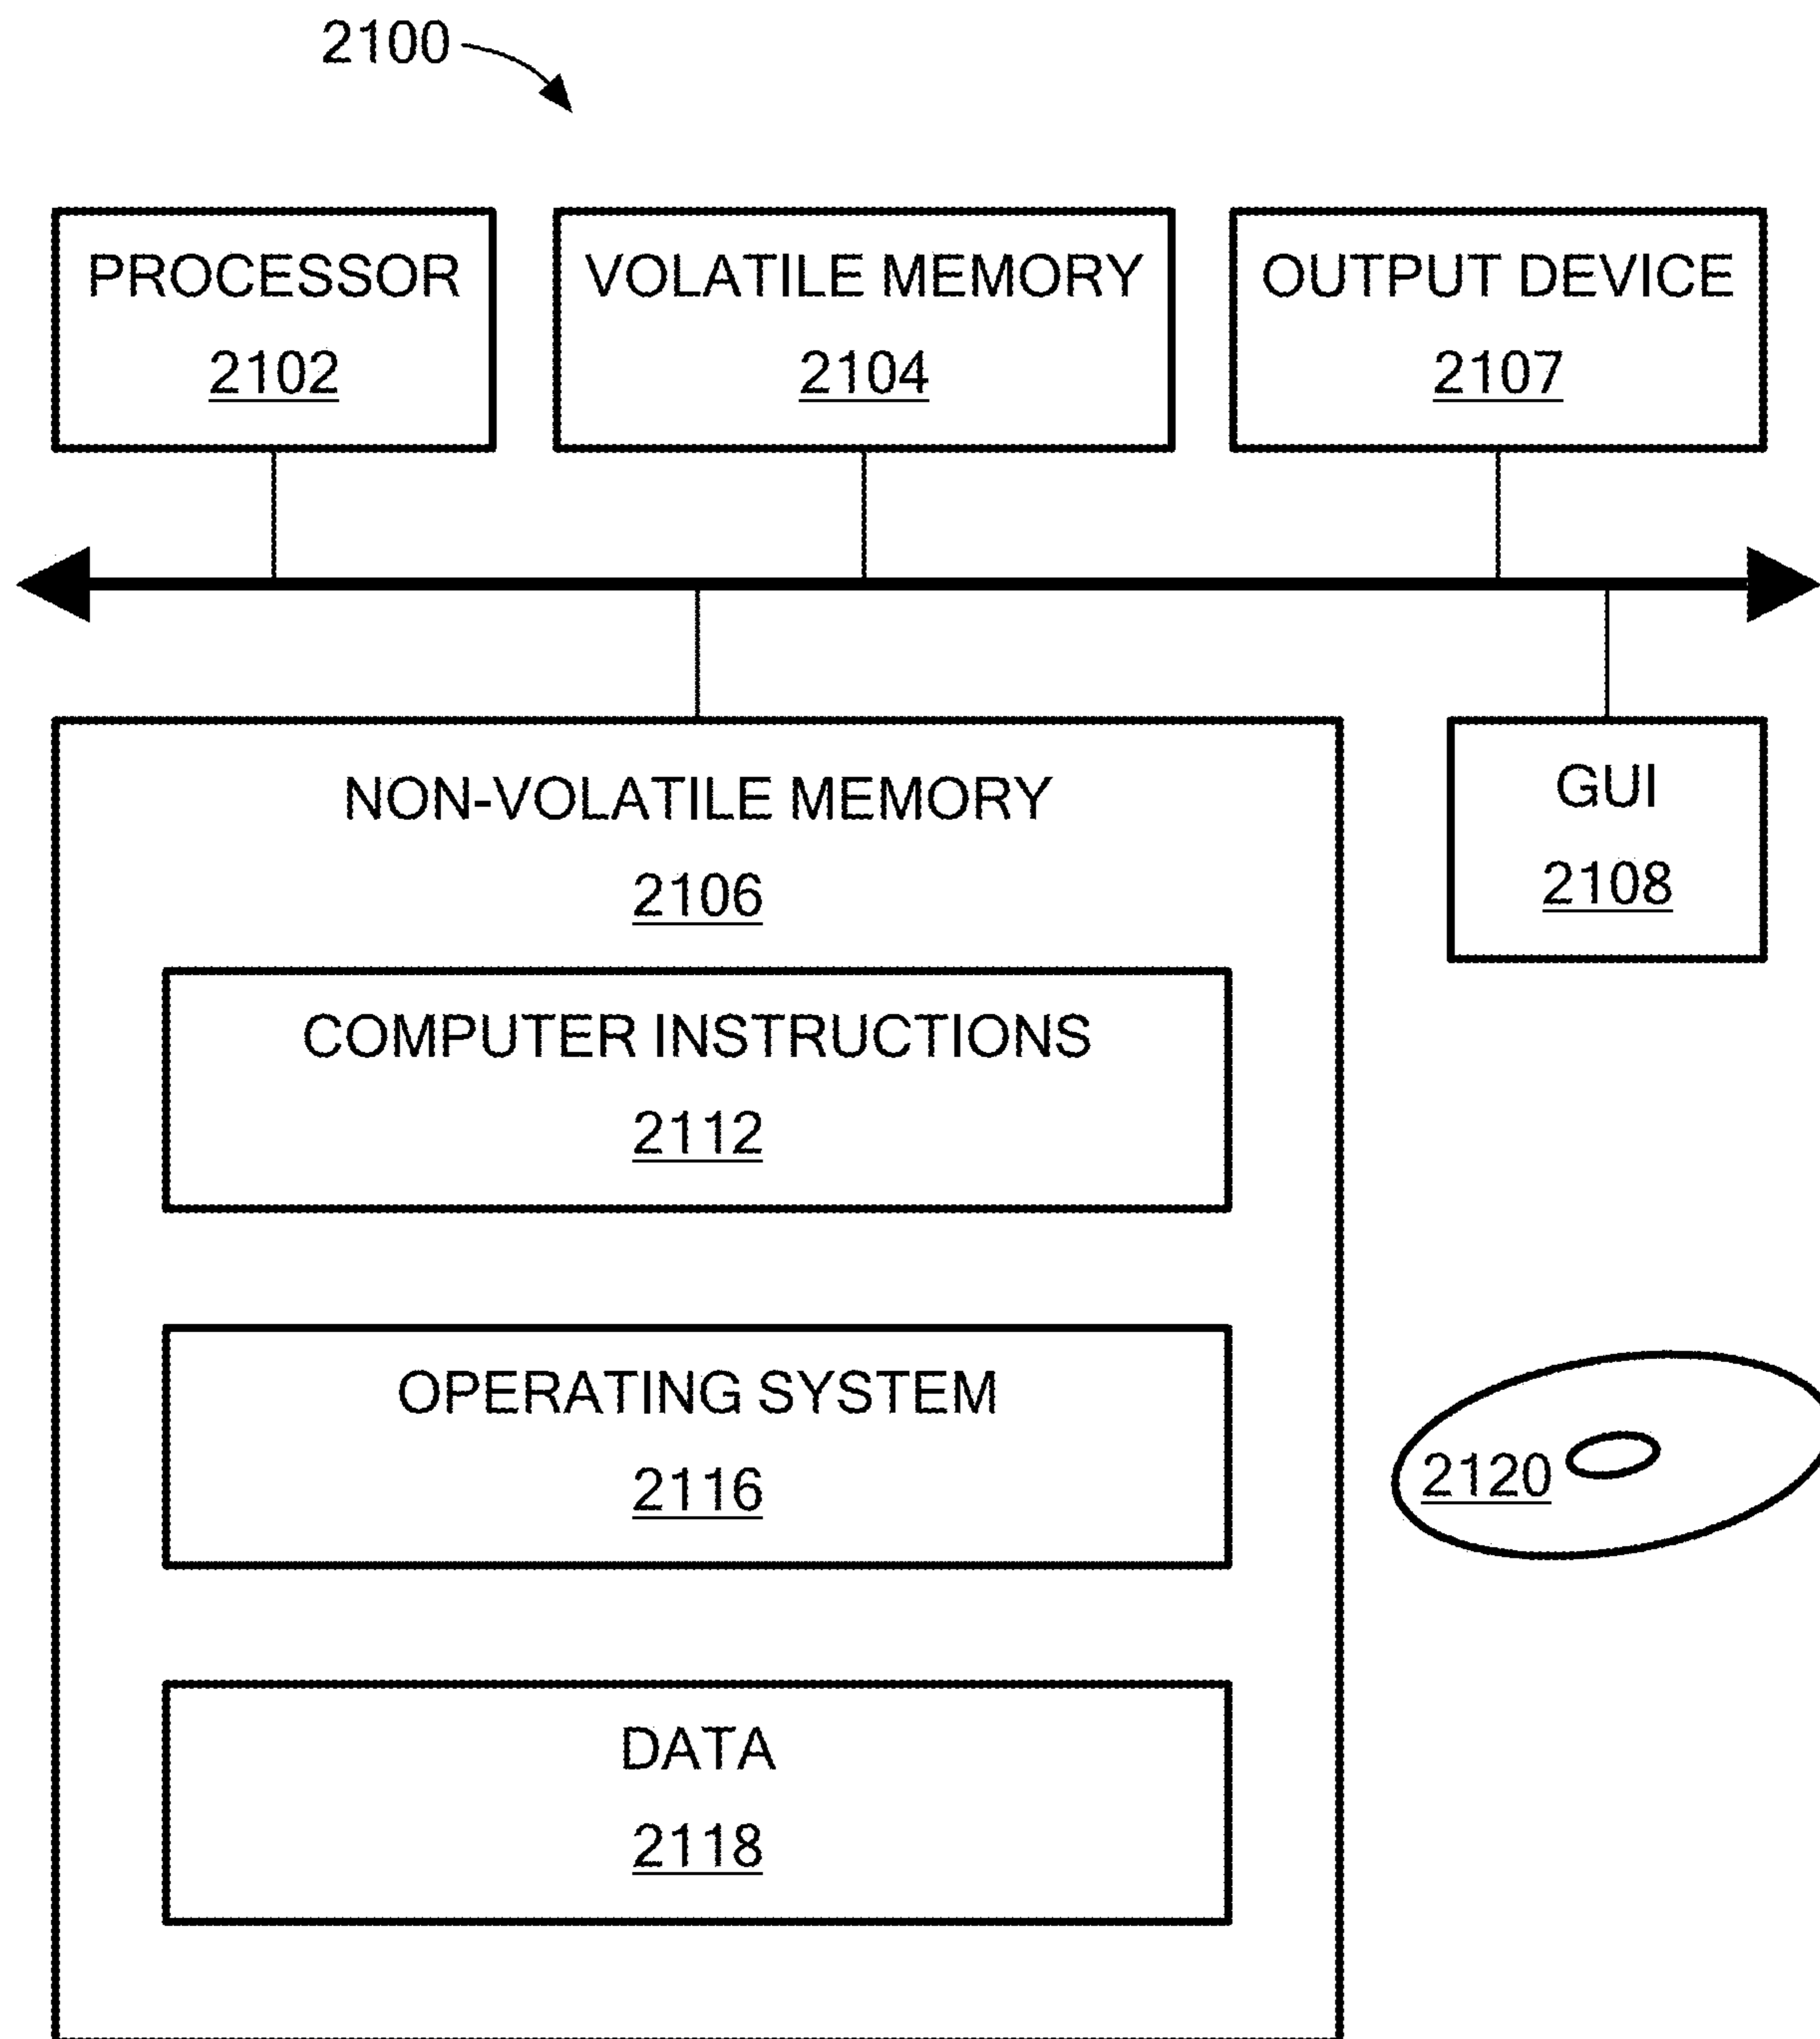 2100
PROCESSOR
2102
VOLATILE MEMORY
2104
OUTPUT DEVICE
2107
NON-VOLATILE MEMORY
2106
GUI
2108
COMPUTER INSTRUCTIONS
2112
OPERATING SYSTEM
2116
2120
DATA
2118